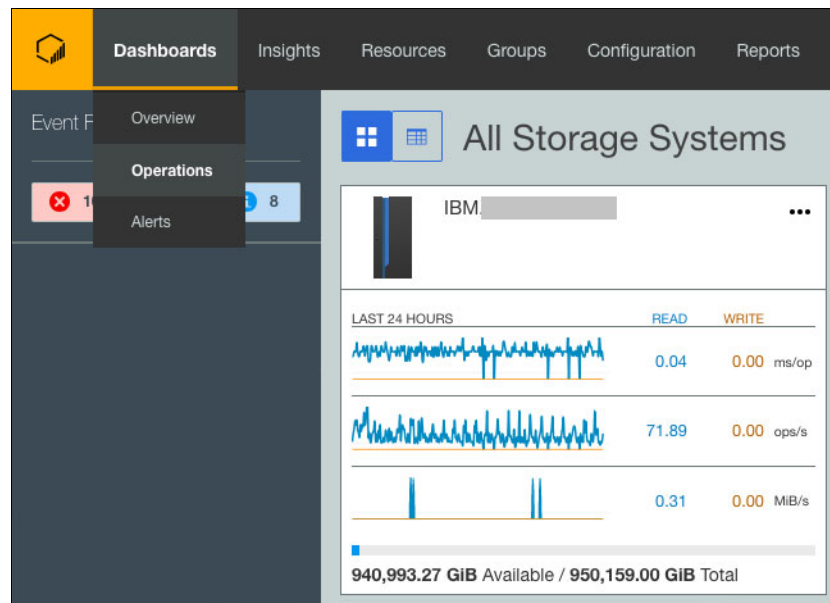 Dashboards Insights Resources Groups Configuration Reports
Overview
Operations
Alerts
8
All Storage Systems
IBM.
LAST 24 HOURS READ WRITE
0.04 0.00 ms/op
71.89 0.00 ops/s
0.31 0.00 MiB/s
940,993.27 GiB Available / 950,159.00 GiB Total